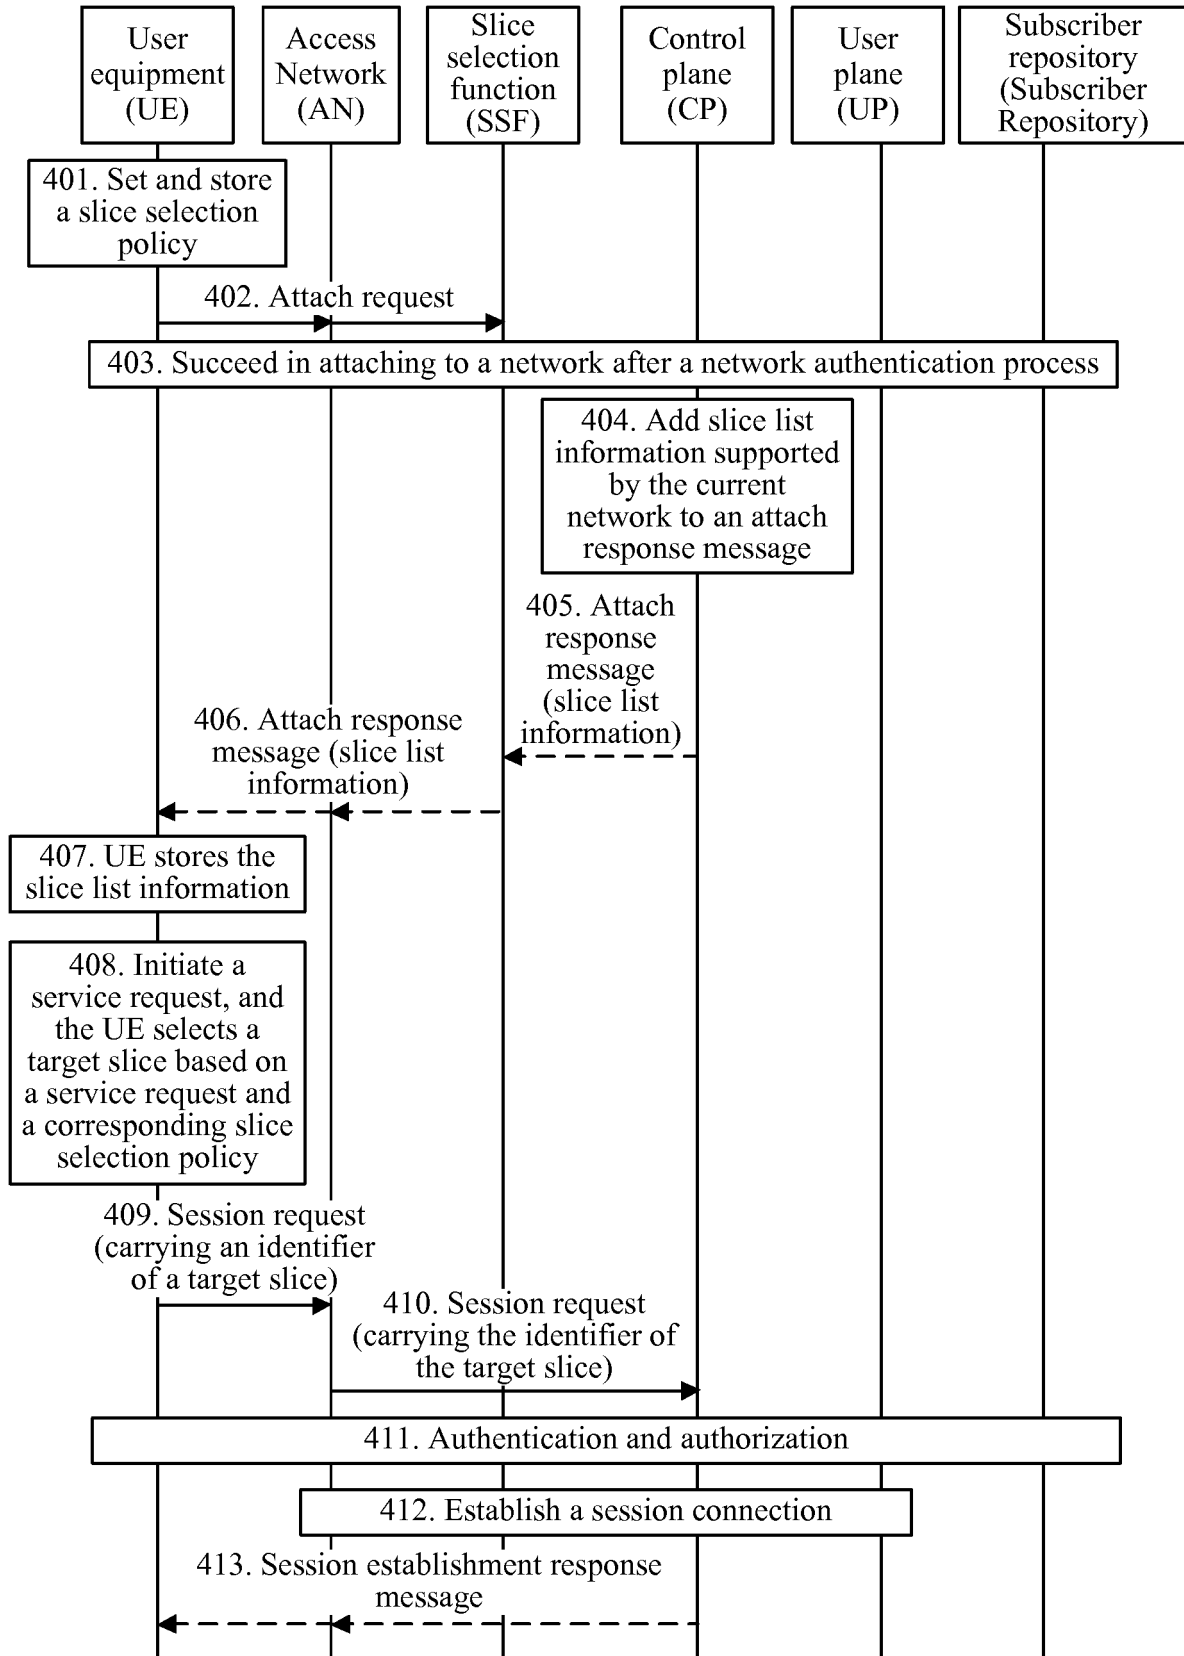 User
equipment
(UE)
Access
Network
(AN)
Slice
selection
function
(SSF)
Control
plane
(CP)
User
plane
(UP)
Subscriber
repository
(Subscriber
Repository)
401. Set and store
a slice selection
policy
402. Attach request
403. Succeed in attaching to a network after a network authentication process
404. Add slice list
information supported
by the current
network to an attach
response message
405. Attach
response
message
(slice list
information)
406. Attach response
message (slice list
information)
407. UE stores the
slice list information
408. Initiate a
service request, and
the UE selects a
target slice based on
a service request and
a corresponding slice
selection policy
409. Session request
(carrying an identifier
of a target slice)
410. Session request
(carrying the identifier of
the target slice)
411. Authentication and authorization
412. Establish a session connection
413. Session establishment response
message